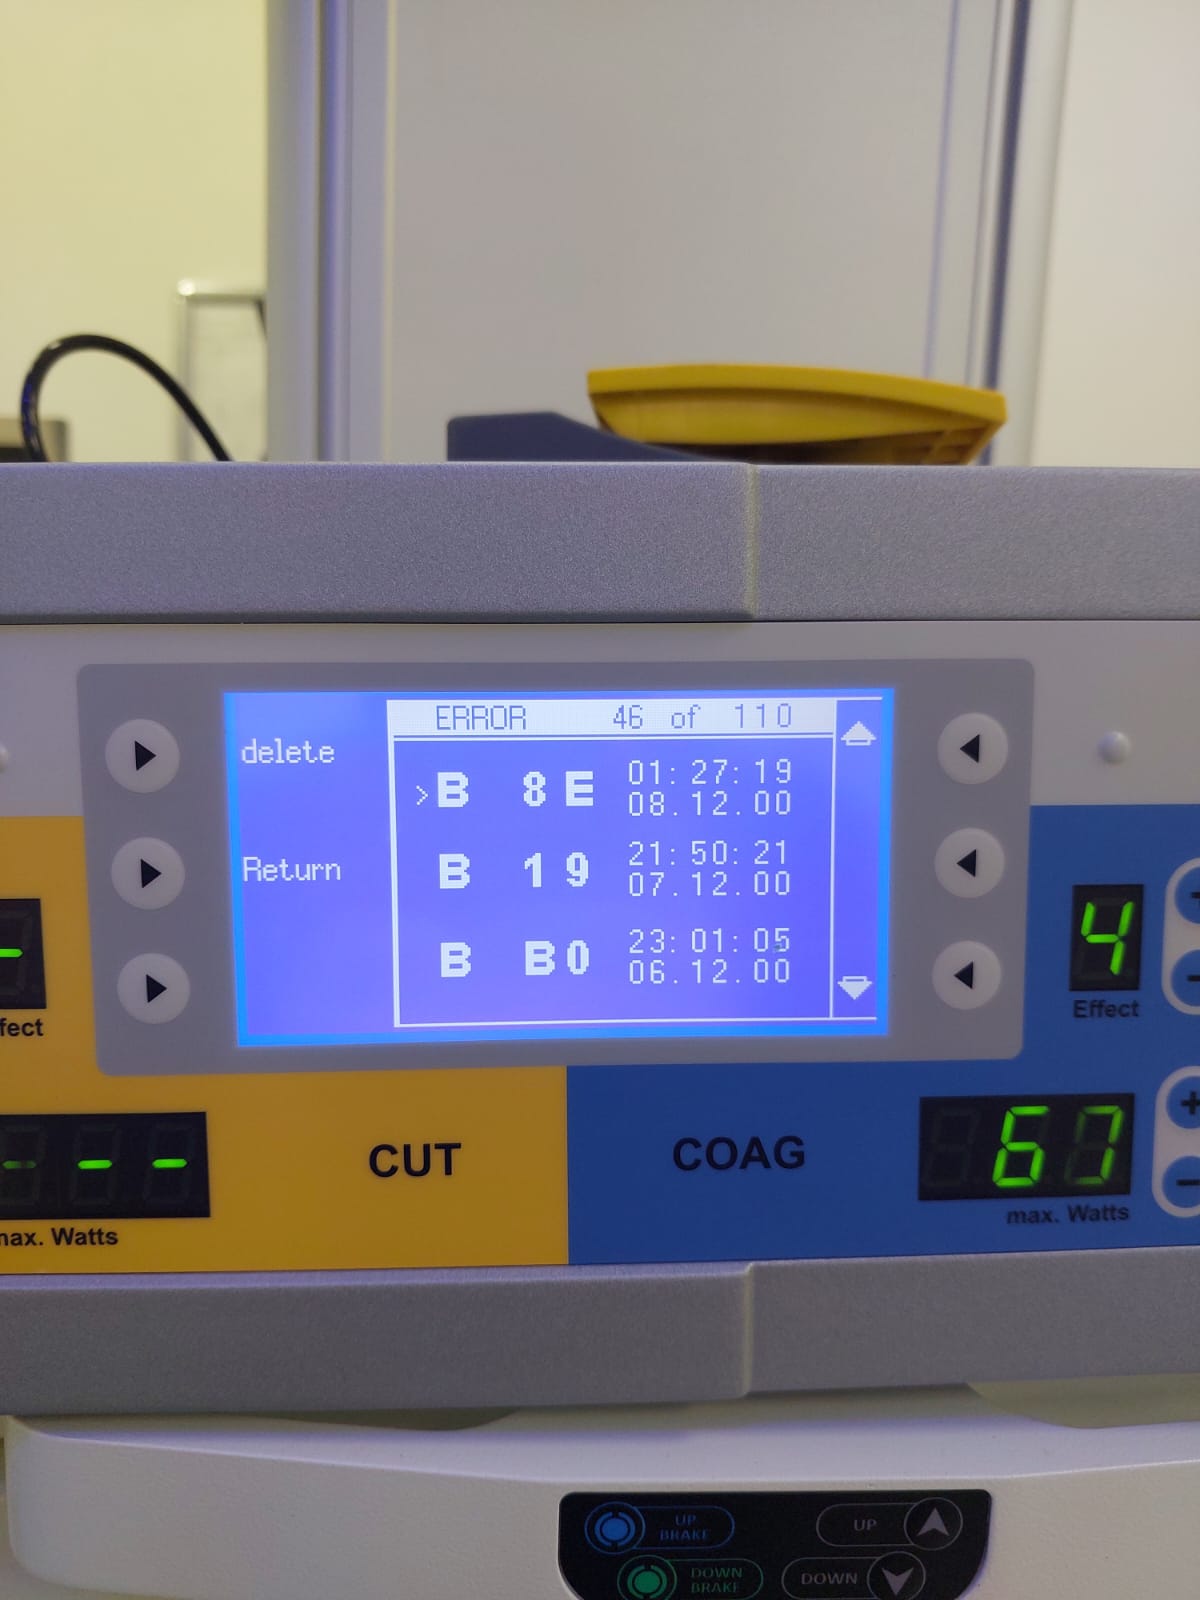 delete
Return
ERROR 46 of 110
>B 8E 01:27:19
08.12.00
B 19 21:50:21
07.12.00
B B0 23:01:05
06.12.00
4
Effect
- - -
max. Watts
CUT
COAG
67
max. Watts
UP
BRAKE
UP
DOWN
BRAKE
DOWN